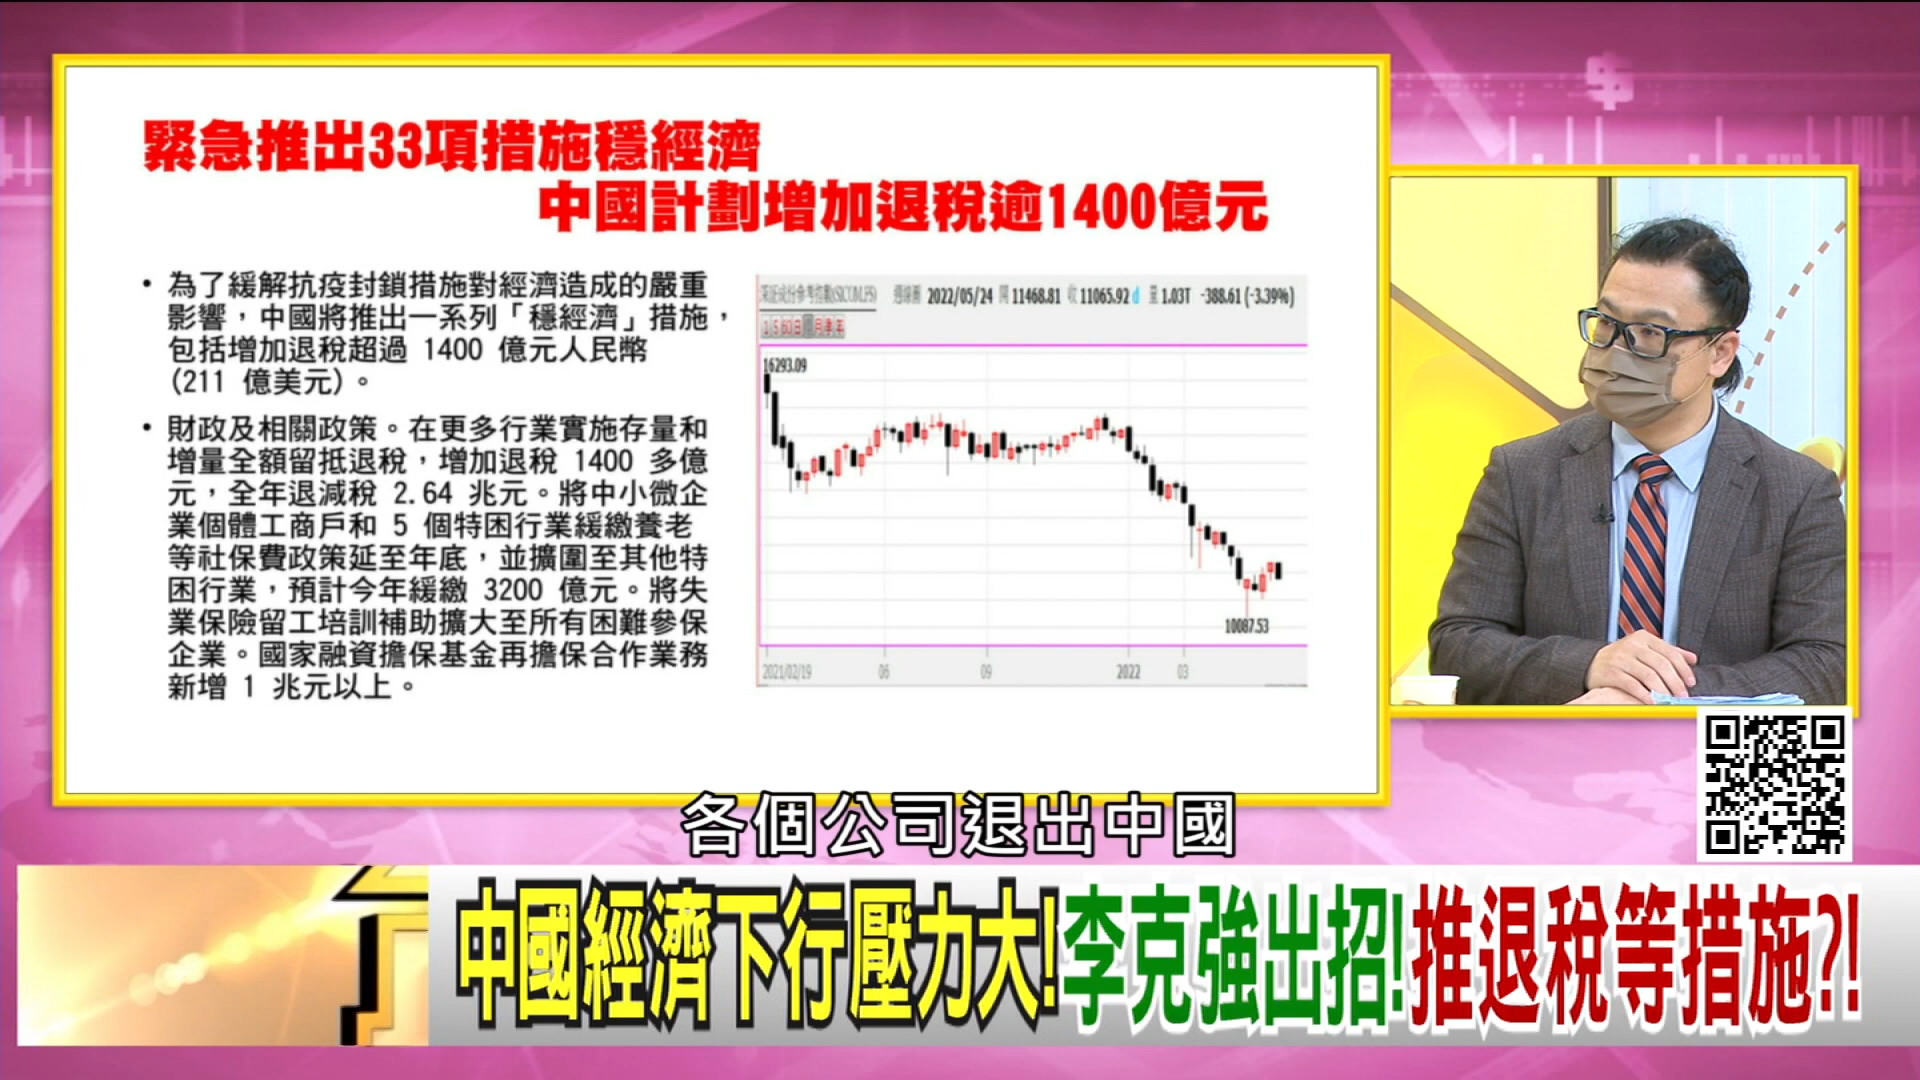 緊急推出33項措施穩經濟
中國計劃增加退稅逾1400億元
• 為了緩解抗疫封鎖措施對經濟造成的嚴重
影響，中國將推出一系列「穩經濟」措施，
包括增加退稅超過 1400 億元人民幣
(211 億美元)。
• 財政及相關政策。在更多行業實施存量和
增量全額留抵退稅，增加退稅 1400 多億
元，全年退減稅 2.64 兆元。將中小微企
業個體工商戶和 5 個特困行業緩繳養老
等社保費政策延至年底，並擴圍至其他特
困行業，預計今年緩繳 3200 億元。將失
業保險留工培訓補助擴大至所有困難參保
企業。國家融資擔保基金再擔保合作業務
新增 1 兆元以上。
2022/05/24 開 11468.81 收 11065.92 d 量 1.03T -388.61 (-3.39%)
1 5 60 日 月 季 年
16293.09
10087.53
2021/02/19 06 09 2022 03
各個公司退出中國
中國經濟下行壓力大!李克強出招!推退稅等措施?!